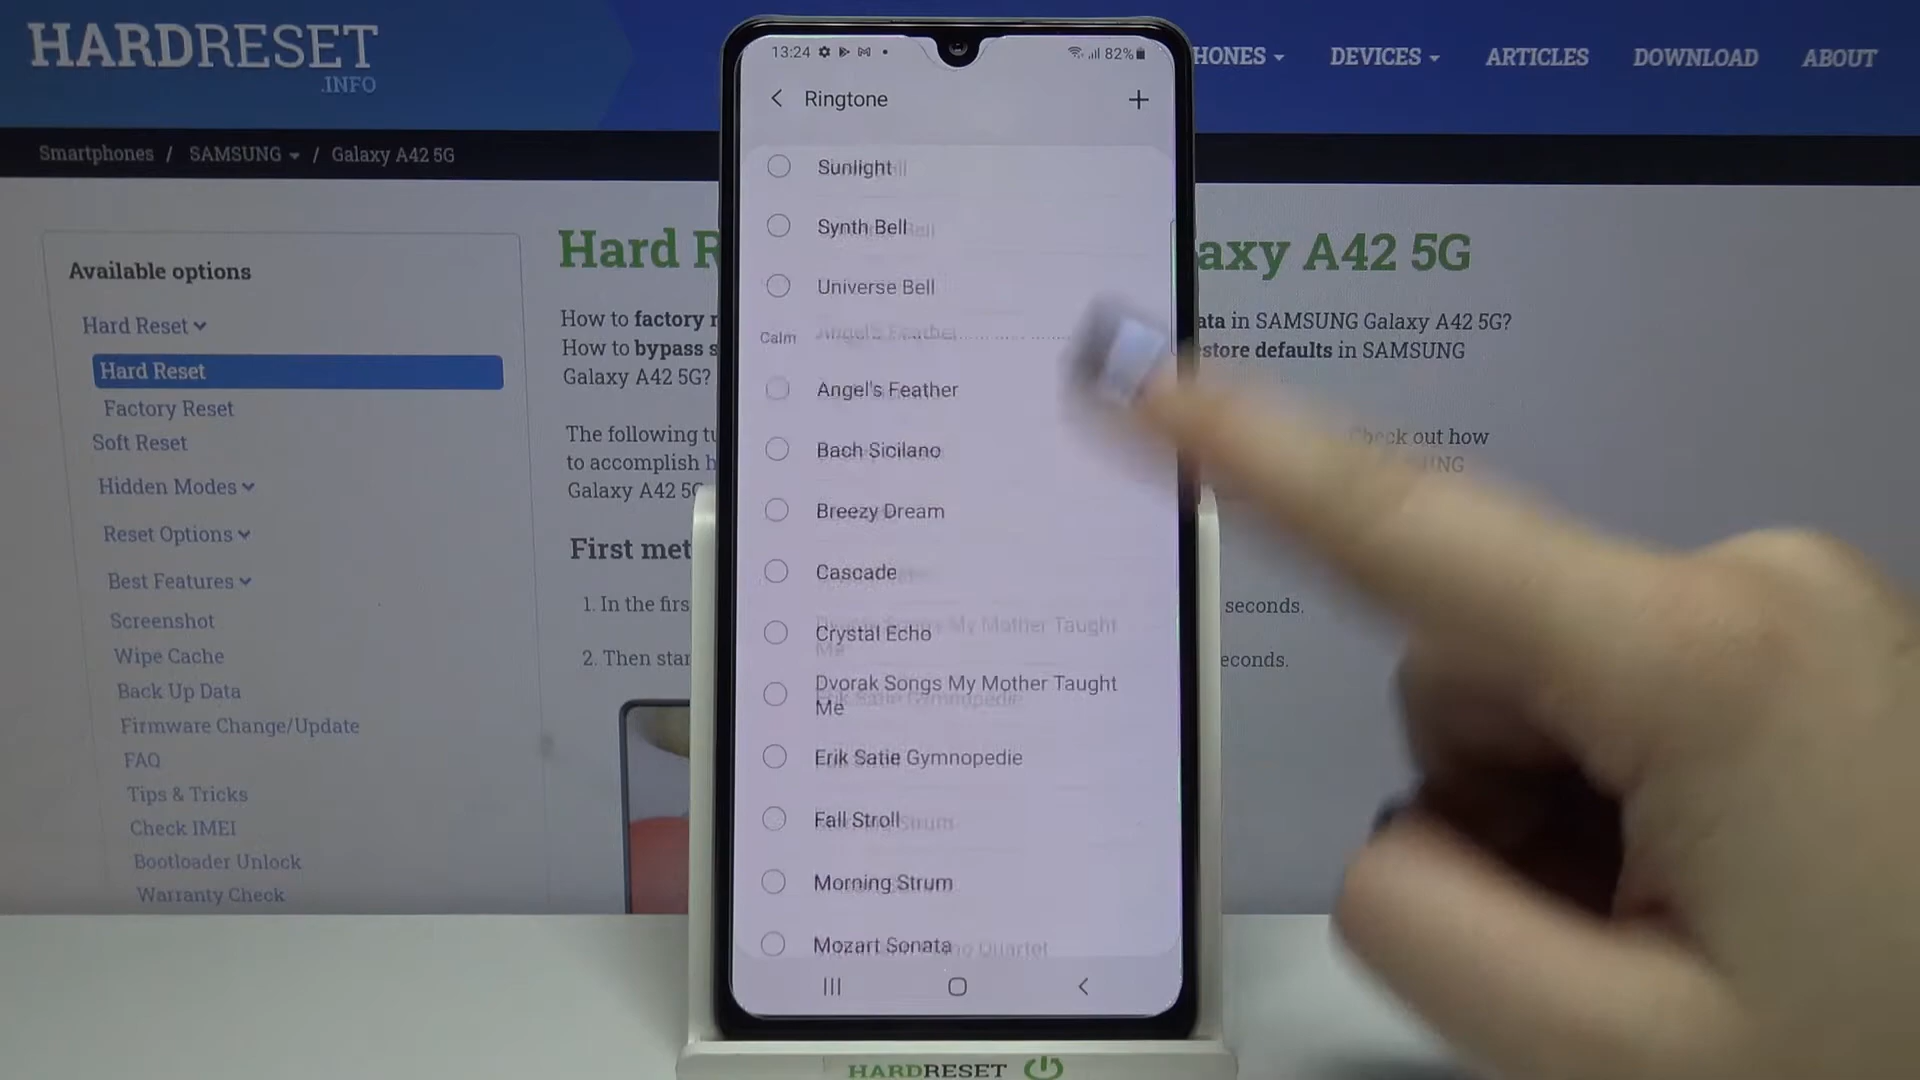 HARDRESET
.INFO
HONES
DEVICES
ARTICLES
DOWNLOAD
ABOUT
Smartphones / SAMSUNG / Galaxy A42 5G
Available options
Hard Reset
Hard Reset
Factory Reset
Soft Reset
Hidden Modes
Reset Options
Best Features
Screenshot
Wipe Cache
Back Up Data
Firmware Change/Update
FAQ
Tips & Tricks
Check IMEI
Bootloader Unlock
Warranty Check
Hard R
axy A42 5G
How to factory r
ata in SAMSUNG Galaxy A42 5G?
How to bypass s
store defaults in SAMSUNG
Galaxy A42 5G?
The following tu
Check out how
to accomplish h
Galaxy A42 5G
First met
1. In the firs
seconds.
2. Then star
econds.
13:24
82%
Ringtone
Sunlight
Synth Bell
Universe Bell
Calm
Angel's Feather
Bach Sicilano
Breezy Dream
Cascade
Crystal Echo
Dvorak Songs My Mother Taught
Me
Erik Satie Gymnopedie
Fall Stroll
Morning Strum
Mozart Sonata
HARDRESET